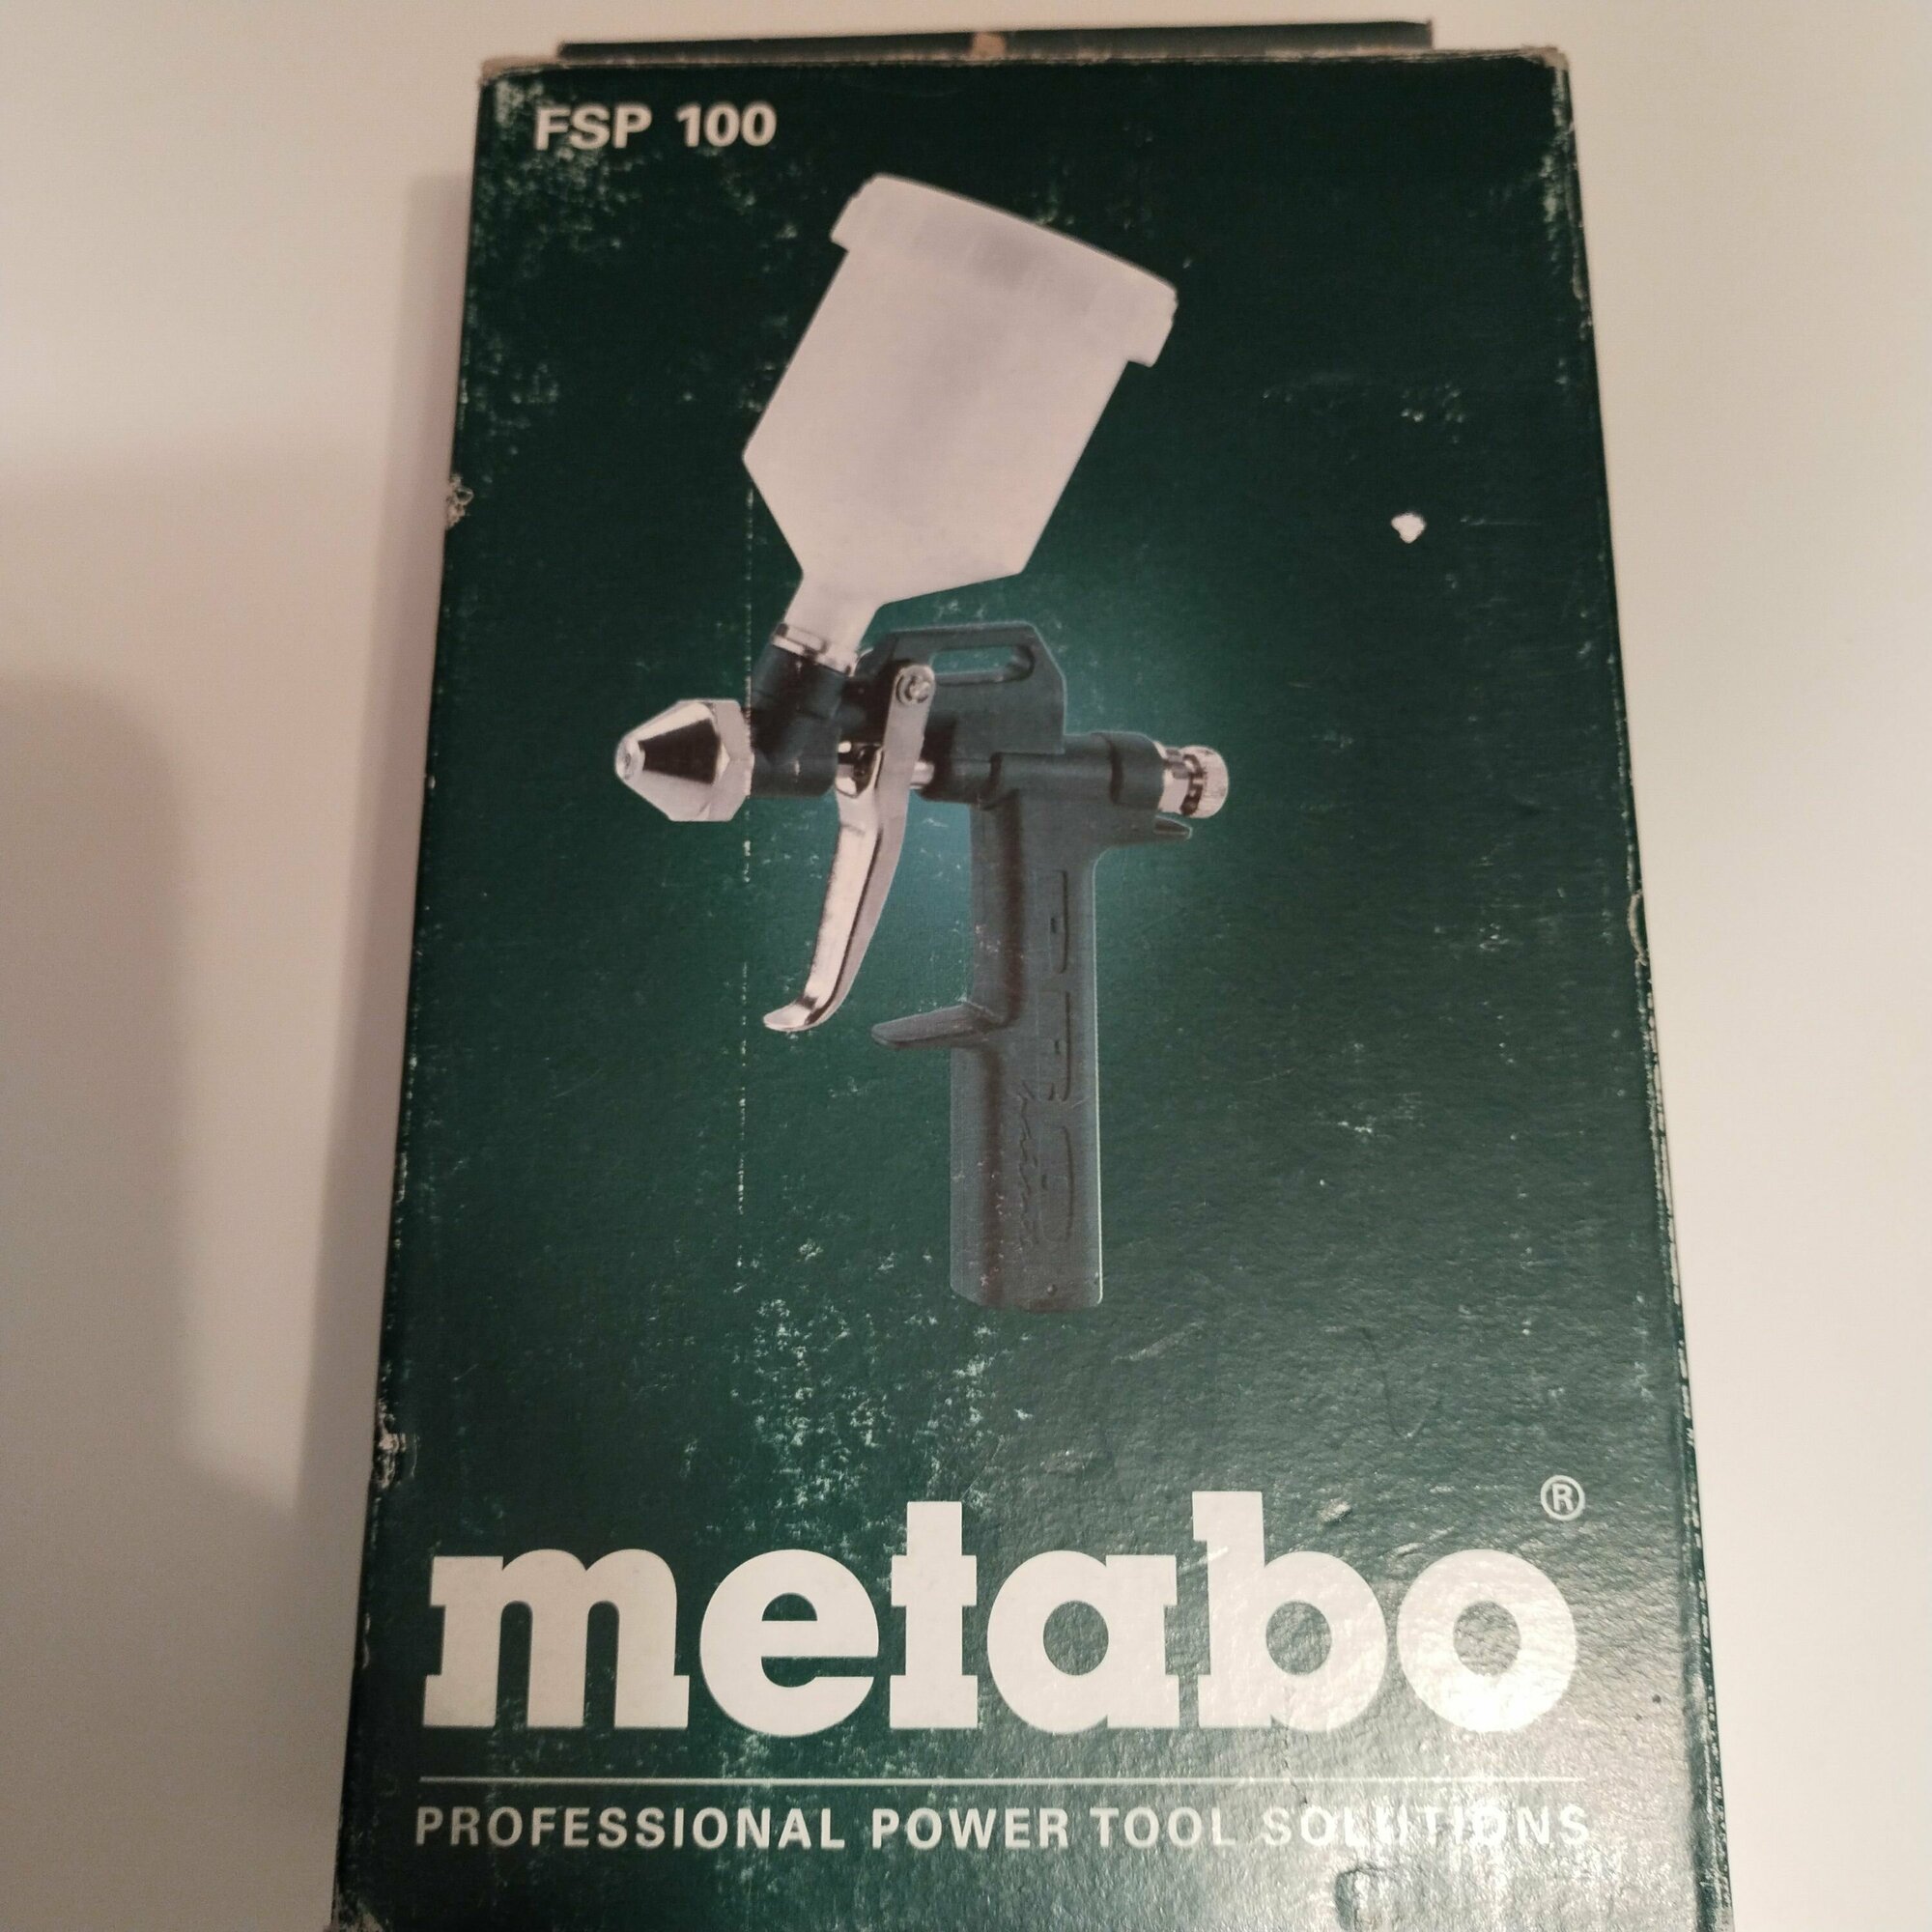 FSP 100
metabo®
PROFESSIONAL POWER TOOL SOLUTIONS